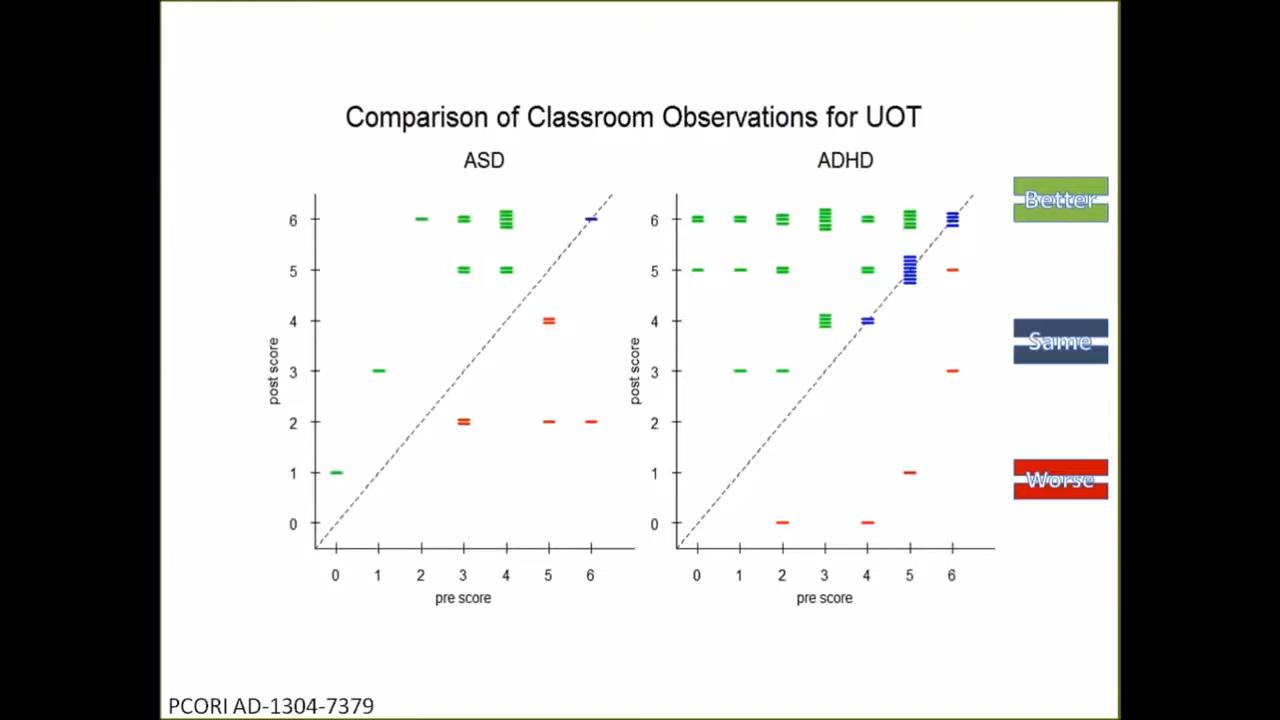 Comparison of Classroom Observations for UOT
ASD
ADHD
post score
6
5
4
3
2
1
0
0 1 2 3 4 5 6
pre score
post score
6
5
4
3
2
1
0
0 1 2 3 4 5 6
pre score
Better
Same
Worse
PCORI AD-1304-7379